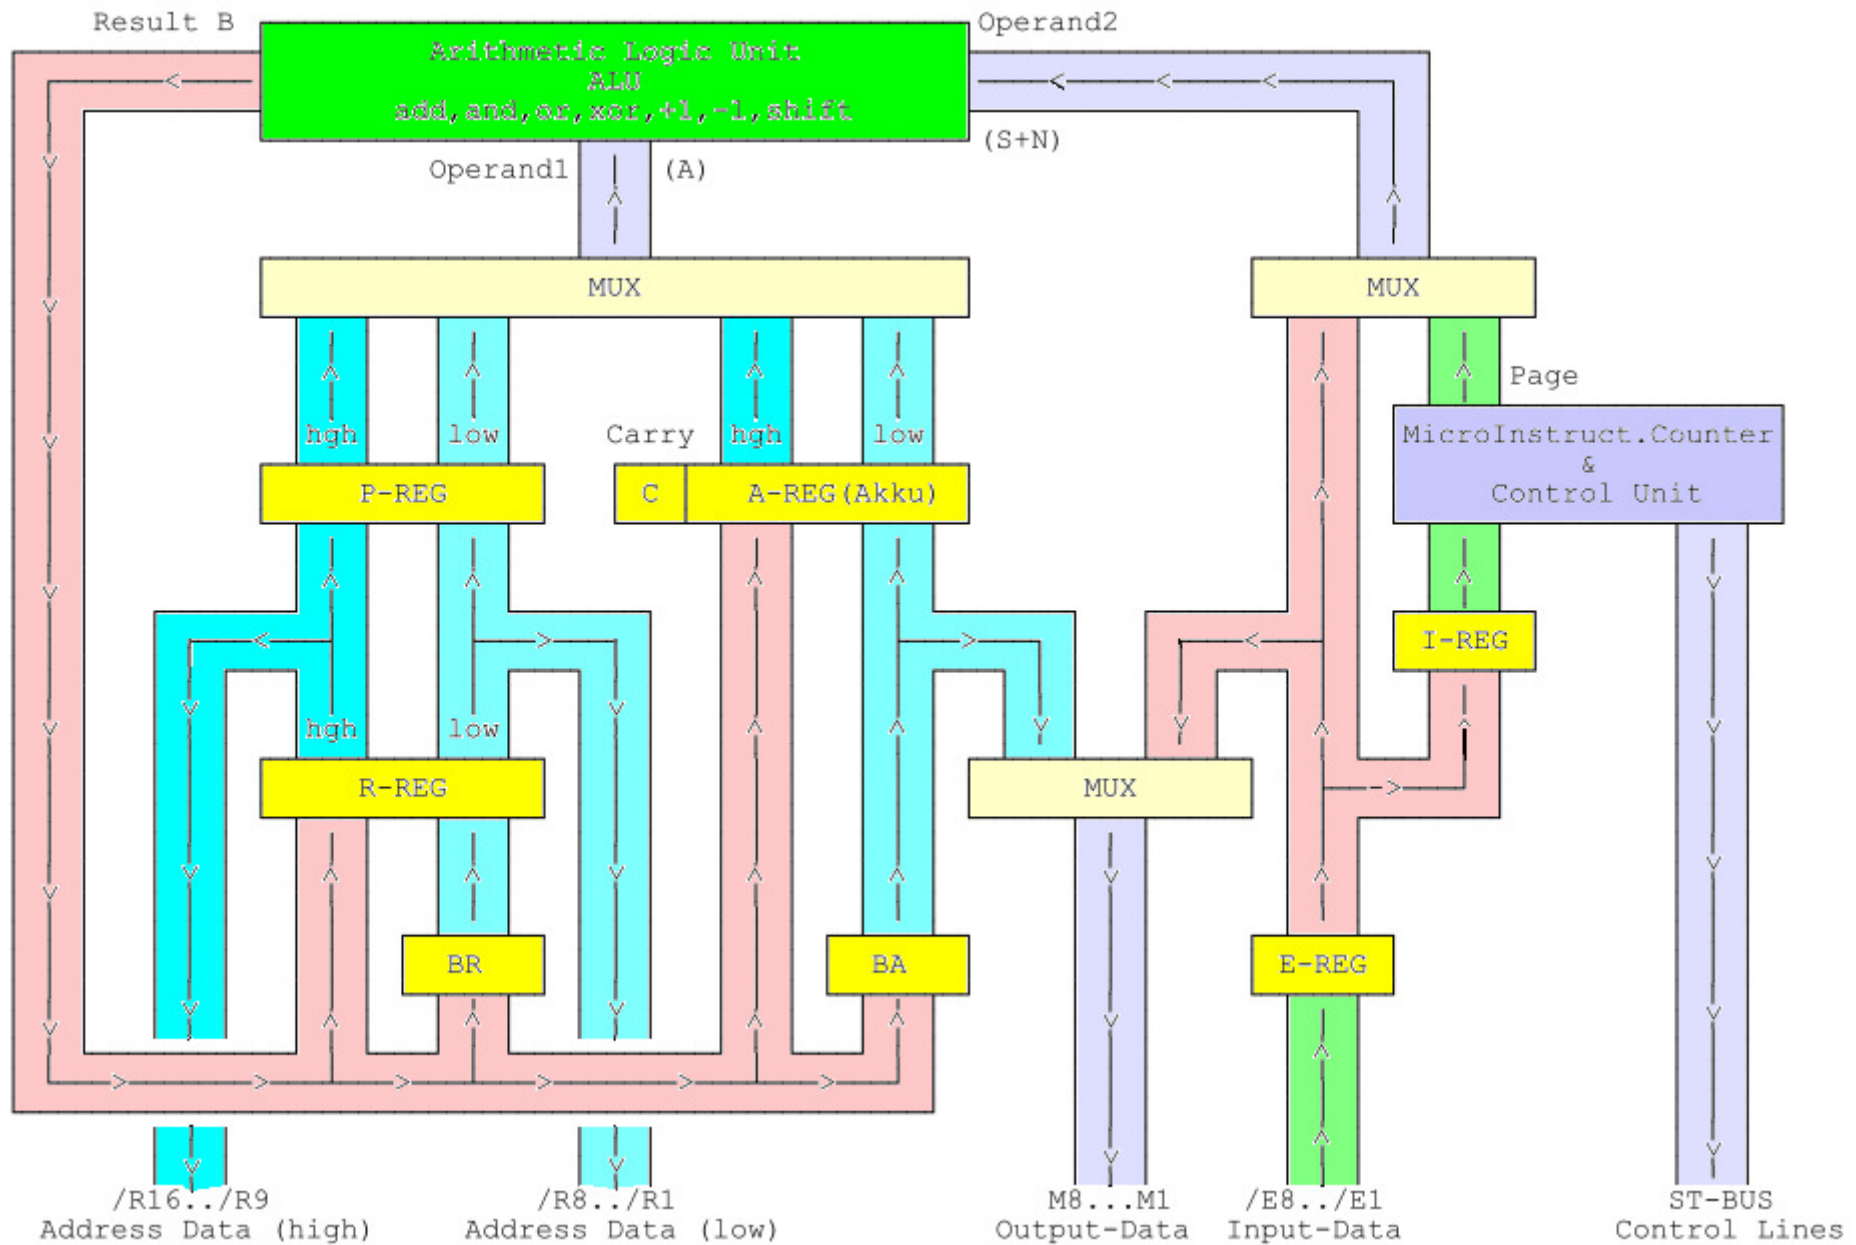 Result B
Operand2
Arithmetic Logic Unit
ALU
add,and,or,xor,+1,-1,shift
(S+N)
Operand1
(A)
MUX
MUX
Page
hgh
low
Carry
hgh
low
MicroInstruct.Counter
&
Control Unit
P-REG
C
A-REG(Akku)
I-REG
hgh
low
R-REG
MUX
BR
BA
E-REG
/R16../R9
Address Data (high)
/R8../R1
Address Data (low)
M8...M1
Output-Data
/E8../E1
Input-Data
ST-BUS
Control Lines